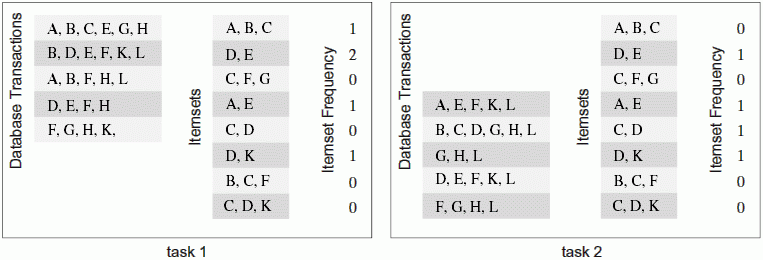 Database Transactions
A, B, C, E, G, H
B, D, E, F, K, L
A, B, F, H, L
D, E, F, H
F, G, H, K,
Itemsets
A, B, C
D, E
C, F, G
A, E
C, D
D, K
B, C, F
C, D, K
Itemset Frequency
1
2
0
1
0
1
0
0
task 1
Database Transactions
A, E, F, K, L
B, C, D, G, H, L
G, H, L
D, E, F, K, L
F, G, H, L
Itemsets
A, B, C
D, E
C, F, G
A, E
C, D
D, K
B, C, F
C, D, K
Itemset Frequency
0
1
0
1
1
1
0
0
task 2